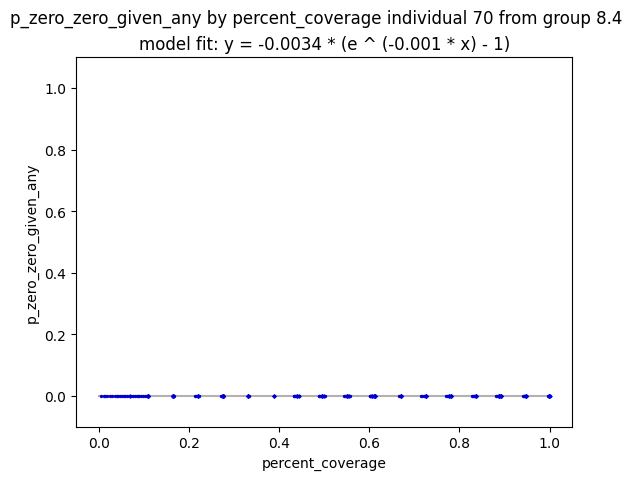 p_zero_zero_given_any by percent_coverage individual 70 from group 8.4
model fit: y = -0.0034 * (e ^ (-0.001 * x) - 1)
p_zero_zero_given_any
1.0
0.8
0.6
0.4
0.2
0.0
0.0 0.2 0.4 0.6 0.8 1.0
percent_coverage